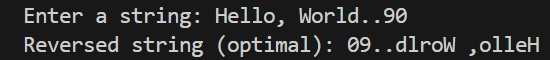 Enter a string: Hello, World..90
Reversed string (optimal): 09..dlroW ,olleH